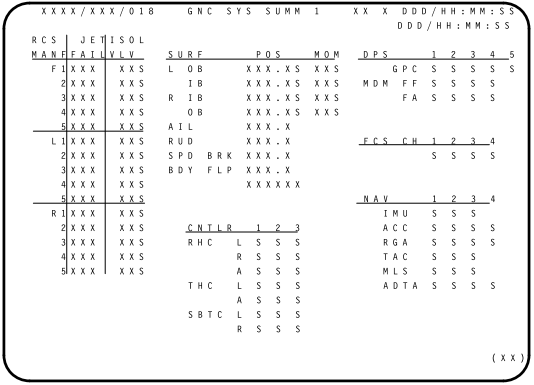 XXXX/XXX/018 GNC SYS SUMM 1 XX X DDD/HH:MM:SS
DDD/HH:MM:SS
RCS JET ISOL
MANF FAIL VLV SURF POS MOM DPS 1 2 3 4 5
F1 XXX XXS L OB XXX.XS XXS GPC S S S S S
2 XXX XXS IB XXX.XS XXS MDM FF S S S S
3 XXX XXS R IB XXX.XS XXS FA S S S S
4 XXX XXS OB XXX.XS XXS
5 XXX XXS AIL XXX.X
L1 XXX XXS RUD XXX.X FCS CH 1 2 3 4
2 XXX XXS SPD BRK XXX.X S S S S
3 XXX XXS BDY FLP XXX.X
4 XXX XXS XXXXXX
5 XXX XXS NAV 1 2 3 4
R1 XXX XXS IMU S S S
2 XXX XXS CNTLR 1 2 3 ACC S S S S
3 XXX XXS RHC L S S S RGA S S S S
4 XXX XXS R S S S TAC S S S
5 XXX XXS A S S S MLS S S S
THC L S S S ADTA S S S S
A S S S
SBTC L S S S
R S S S
(XX)